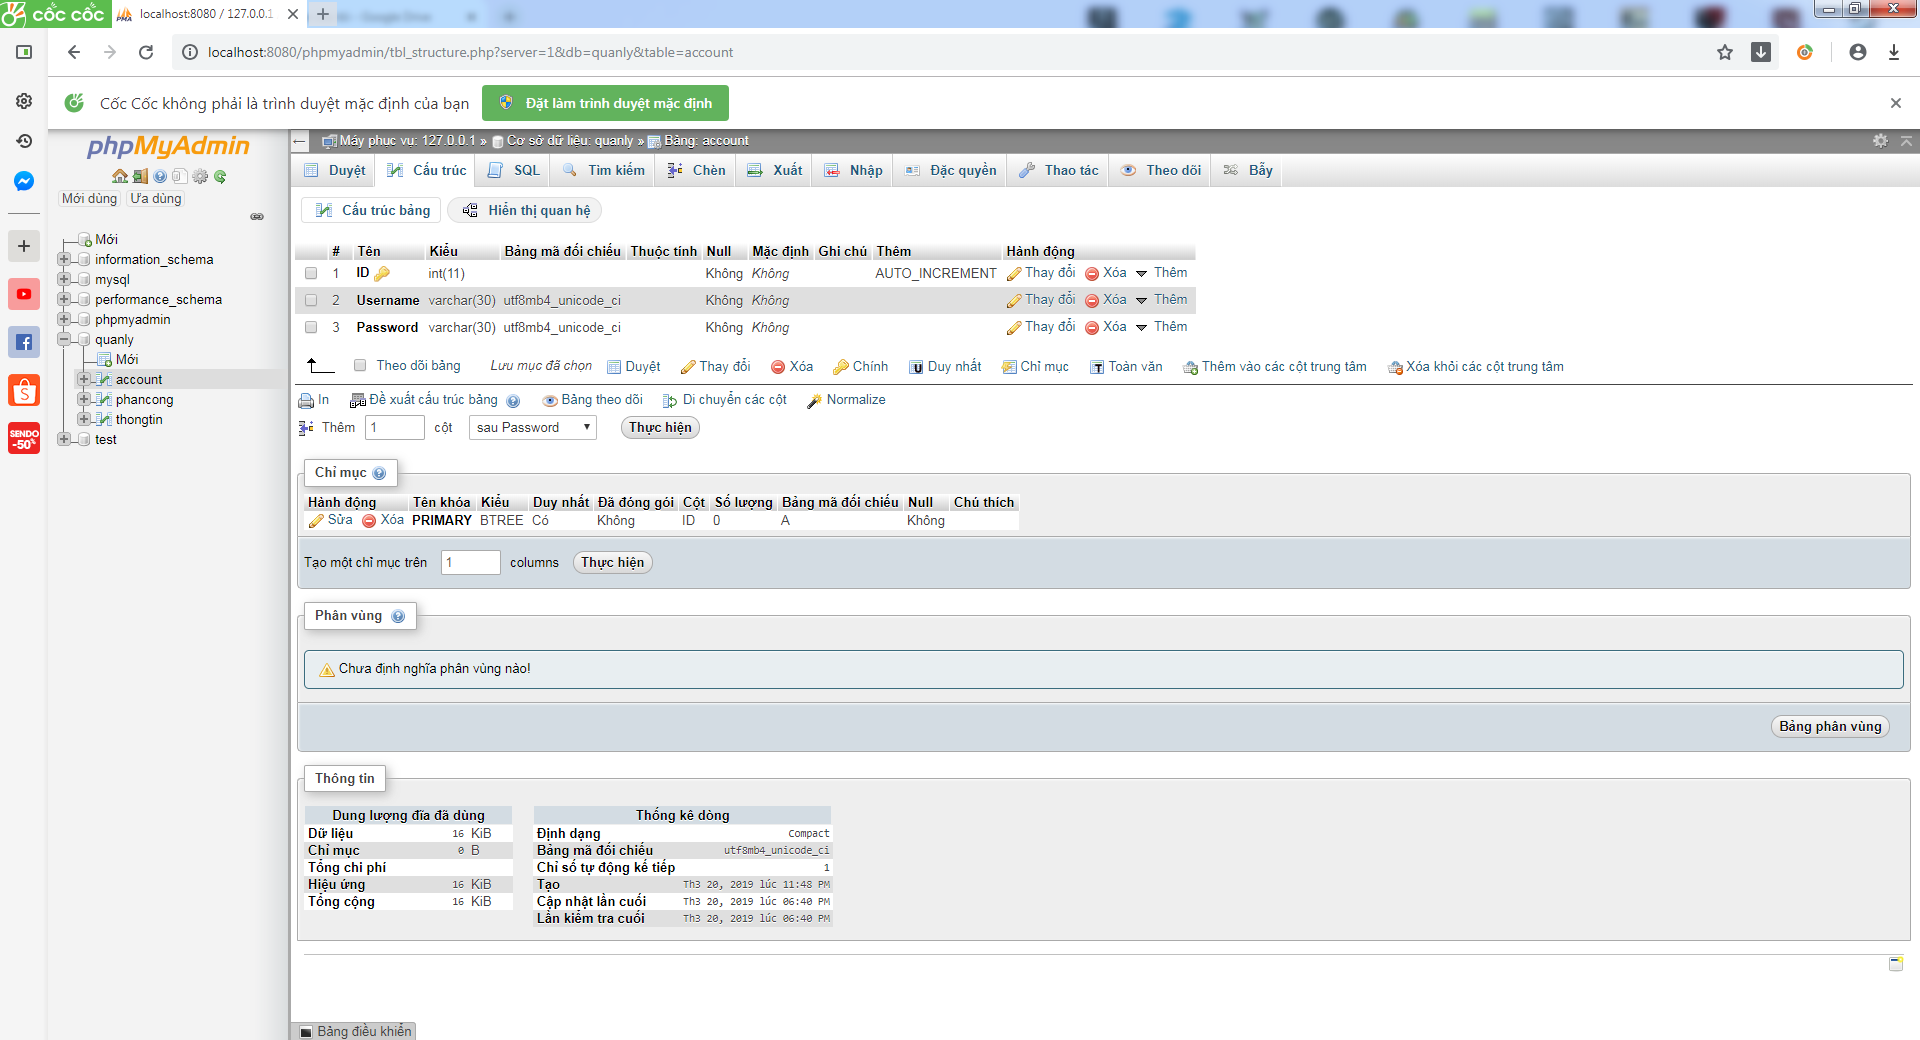 cốc cốc
localhost:8080 / 127.0.0.1
localhost:8080/phpmyadmin/tbl_structure.php?server=1&db=quanly&table=account
Cốc Cốc không phải là trình duyệt mặc định của bạn
Đặt làm trình duyệt mặc định
phpMyAdmin
Mới dùng Ưa dùng
Mới
information_schema
mysql
performance_schema
phpmyadmin
quanly
Mới
account
phancong
thongtin
test
SENDO
-50%
← Máy phục vụ: 127.0.0.1 » Cơ sở dữ liệu: quanly » Bảng: account
Duyệt Cấu trúc SQL Tìm kiếm Chèn Xuất Nhập Đặc quyền Thao tác Theo dõi Bẫy
Cấu trúc bảng Hiển thị quan hệ
# Tên Kiểu Bảng mã đối chiếu Thuộc tính Null Mặc định Ghi chú Thêm Hành động
1 ID int(11) Không Không AUTO_INCREMENT Thay đổi Xóa Thêm
2 Username varchar(30) utf8mb4_unicode_ci Không Không Thay đổi Xóa Thêm
3 Password varchar(30) utf8mb4_unicode_ci Không Không Thay đổi Xóa Thêm
Theo dõi bảng Lưu mục đã chọn Duyệt Thay đổi Xóa Chính Duy nhất Chỉ mục Toàn văn Thêm vào các cột trung tâm Xóa khỏi các cột trung tâm
In Đề xuất cấu trúc bảng Bảng theo dõi Di chuyển các cột Normalize
Thêm 1 cột sau Password Thực hiện
Chỉ mục
Hành động Tên khóa Kiểu Duy nhất Đã đóng gói Cột Số lượng Bảng mã đối chiếu Null Chú thích
Sửa Xóa PRIMARY BTREE Có Không ID 0 A Không
Tạo một chỉ mục trên 1 columns Thực hiện
Phân vùng
Chưa định nghĩa phân vùng nào!
Bảng phân vùng
Thông tin
Dung lượng đĩa đã dùng
Dữ liệu 16 KiB
Chỉ mục 0 B
Tổng chi phí
Hiệu ứng 16 KiB
Tổng cộng 16 KiB
Thống kê dòng
Định dạng Compact
Bảng mã đối chiếu utf8mb4_unicode_ci
Chỉ số tự động kế tiếp 1
Tạo Th3 20, 2019 lúc 11:48 PM
Cập nhật lần cuối Th3 20, 2019 lúc 06:40 PM
Lần kiểm tra cuối Th3 20, 2019 lúc 06:40 PM
Bảng điều khiển